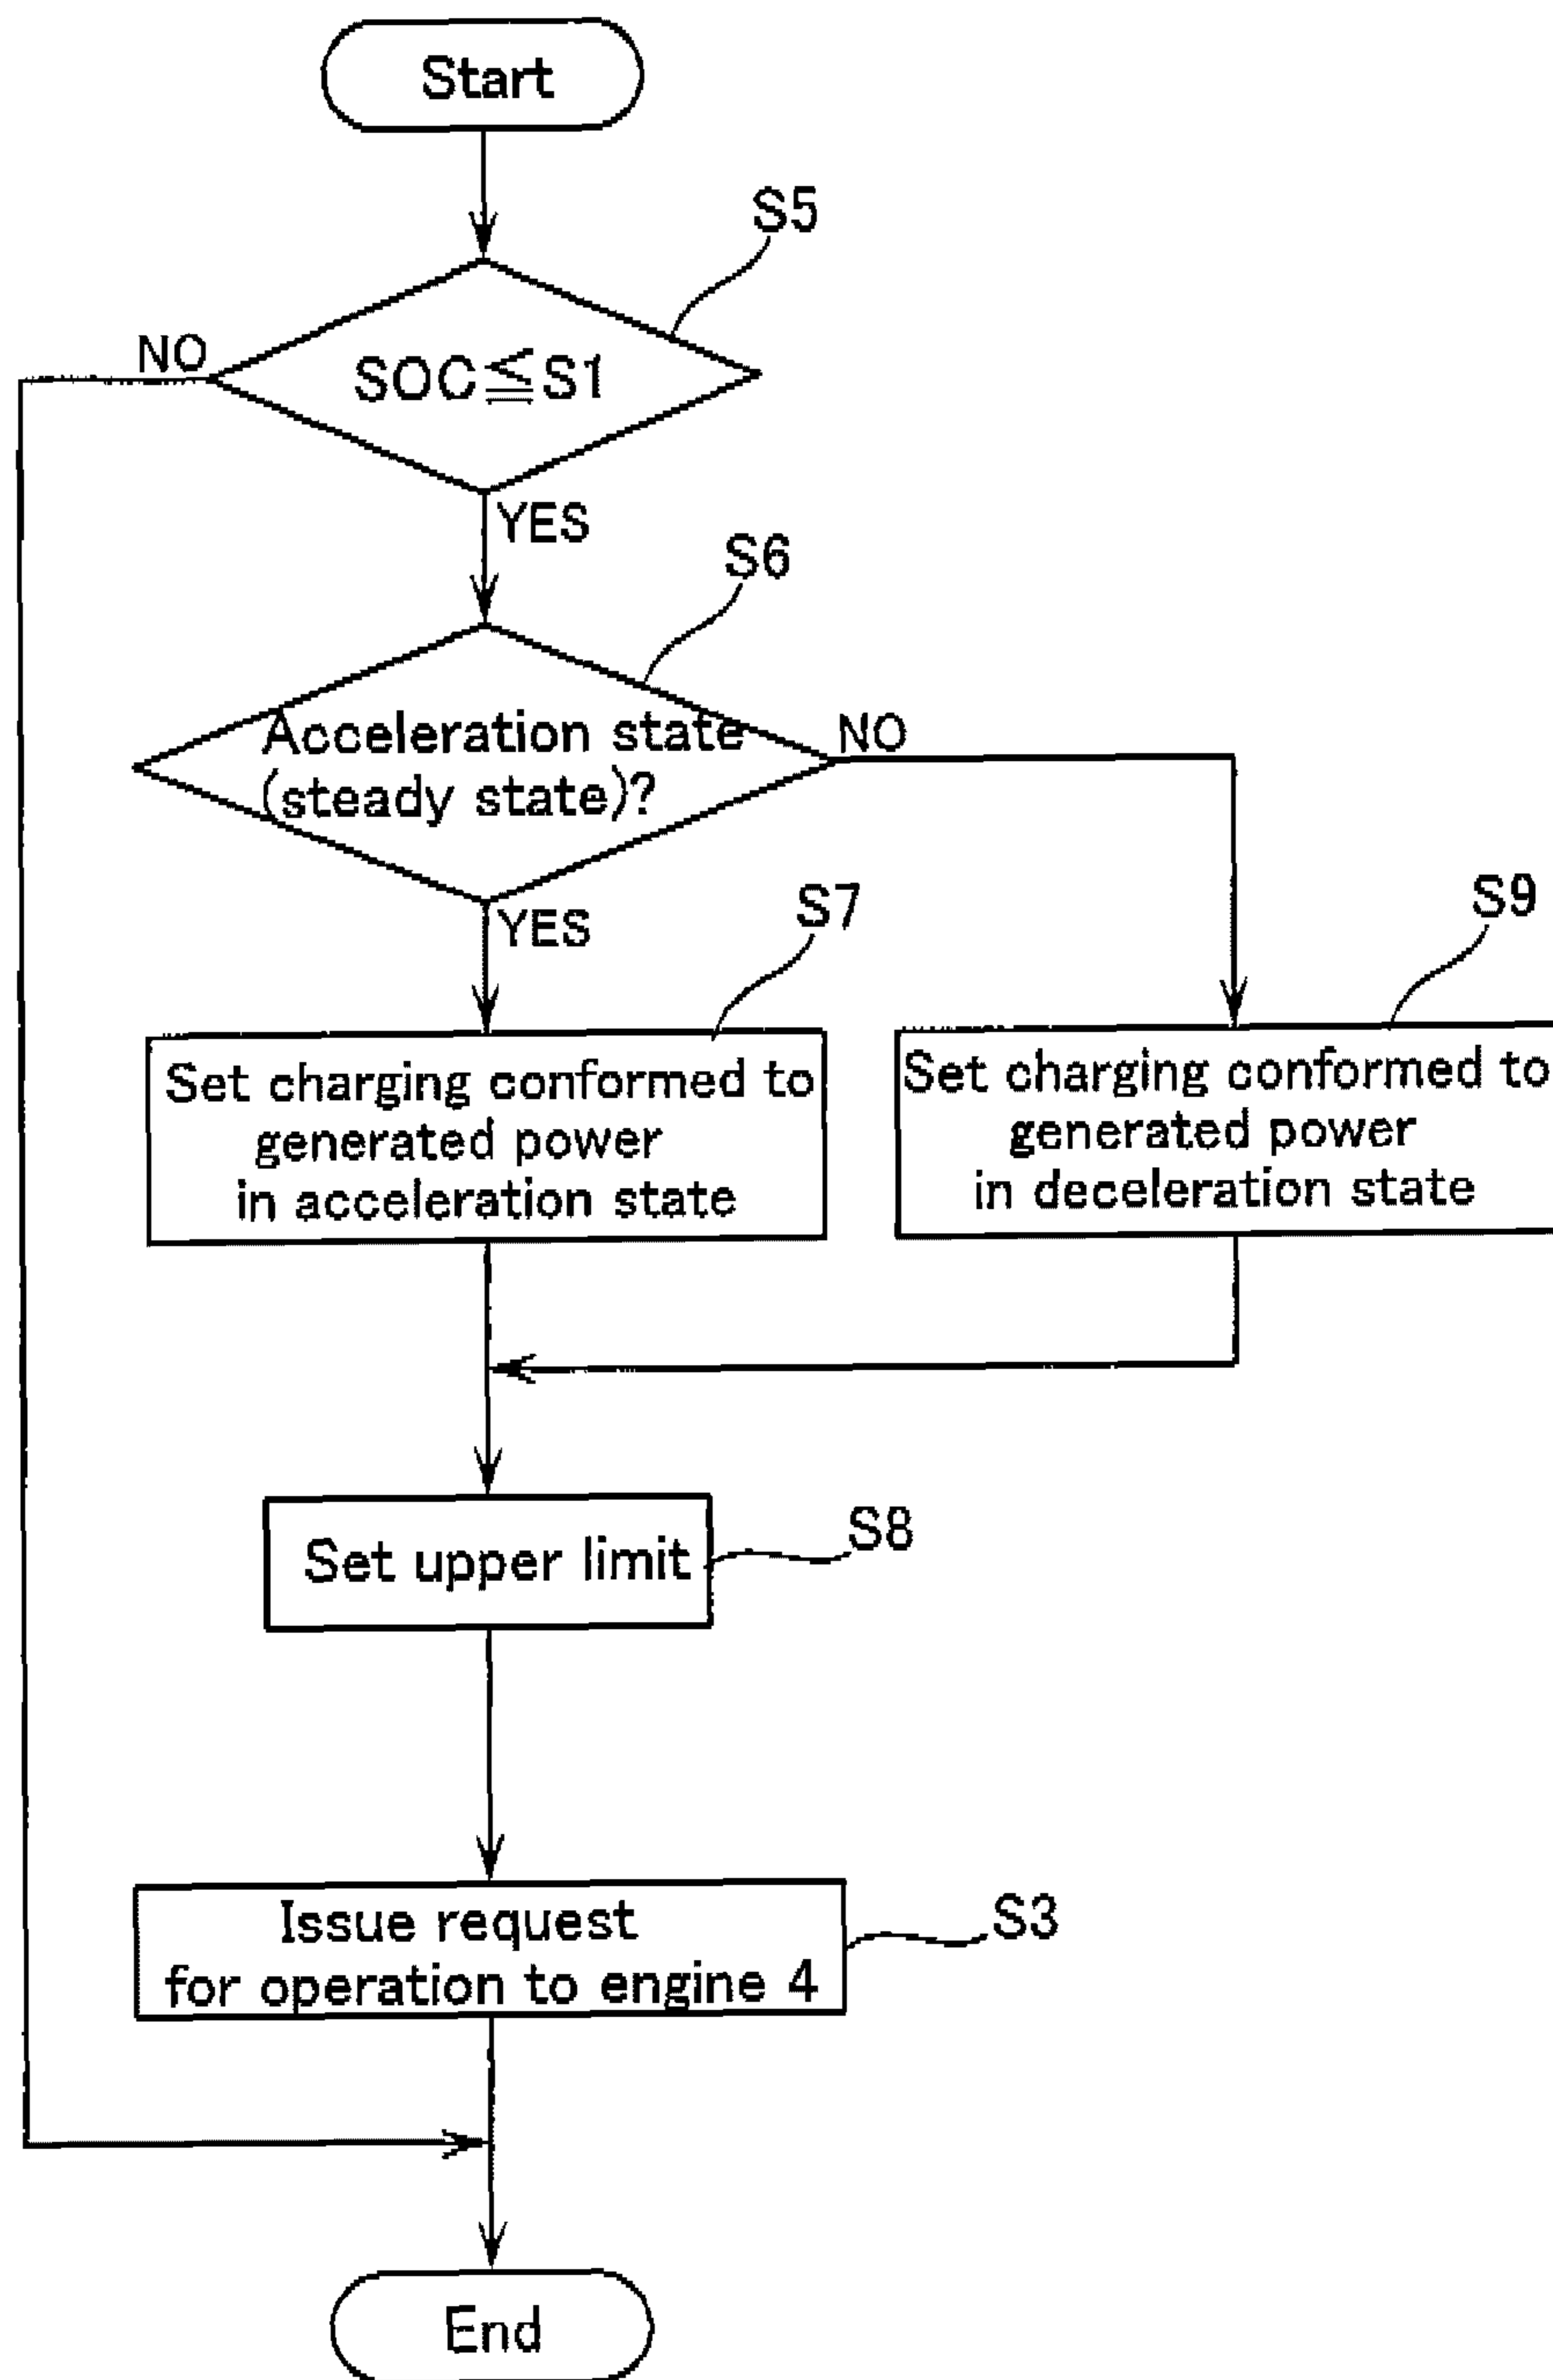 Start
S5
NO
SOC≦S1
YES
S6
Acceleration state
(steady state)?
NO
YES
S7
S9
Set charging conformed to
generated power
in acceleration state
Set charging conformed to
generated power
in deceleration state
Set upper limit
S8
Issue request
for operation to engine 4
S3
End